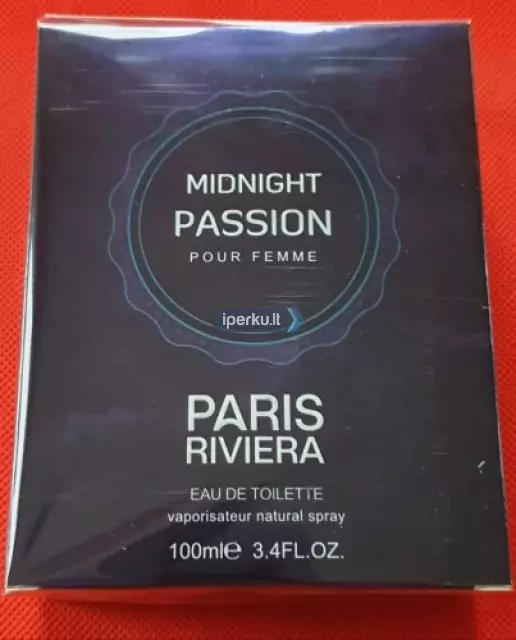 MIDNIGHT
PASSION
POUR FEMME
iperku.lt
PARIS
RIVIERA
EAU DE TOILETTE
vaporisateur natural spray
100ml℮ 3.4FL.OZ.